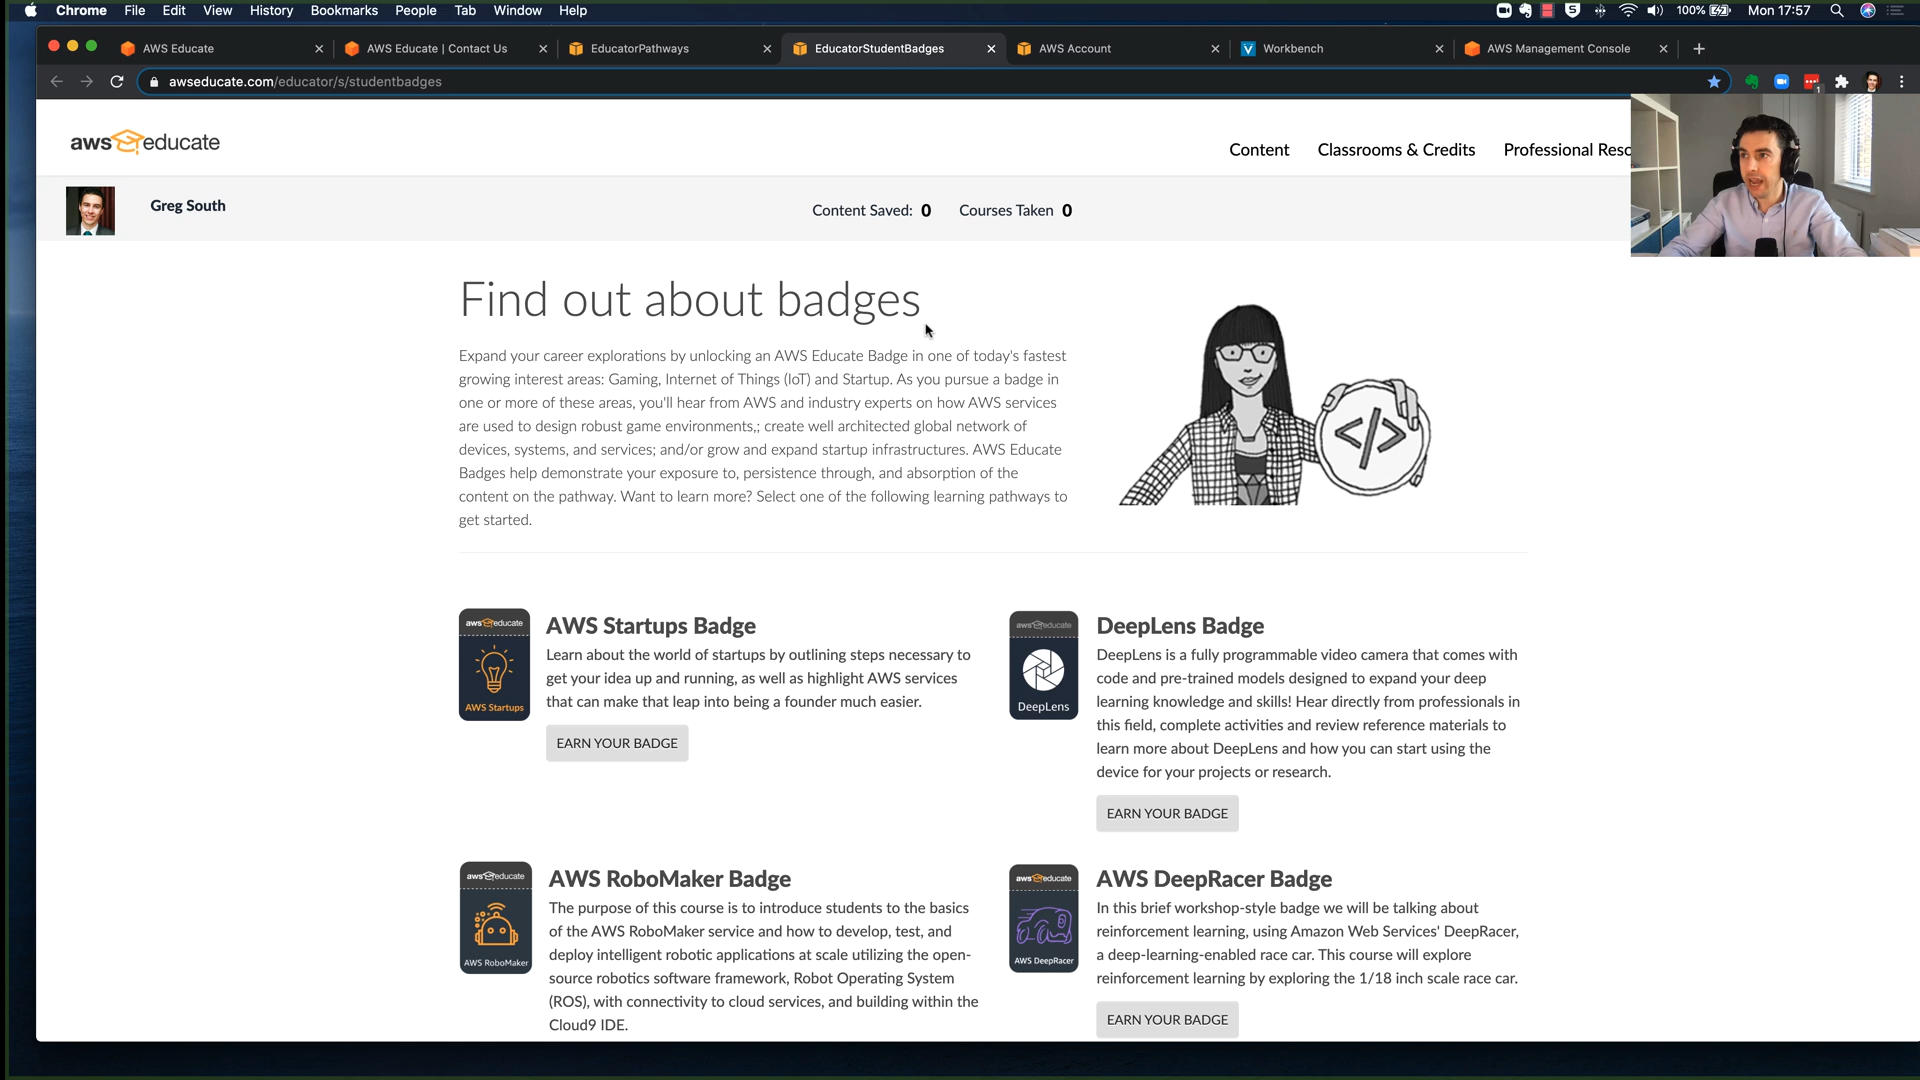 Chrome File Edit View History Bookmarks People Tab Window Help 100% Mon 17:57
AWS Educate AWS Educate | Contact Us EducatorPathways EducatorStudentBadges AWS Account Workbench AWS Management Console
awseducate.com/educator/s/studentbadges
aws educate
Content Classrooms & Credits Professional Reso
Greg South Content Saved: 0 Courses Taken 0
Find out about badges
Expand your career explorations by unlocking an AWS Educate Badge in one of today's fastest
growing interest areas: Gaming, Internet of Things (IoT) and Startup. As you pursue a badge in
one or more of these areas, you'll hear from AWS and industry experts on how AWS services
are used to design robust game environments,; create well architected global network of
devices, systems, and services; and/or grow and expand startup infrastructures. AWS Educate
Badges help demonstrate your exposure to, persistence through, and absorption of the
content on the pathway. Want to learn more? Select one of the following learning pathways to
get started.
</>
aws educate
AWS Startups
AWS Startups Badge
Learn about the world of startups by outlining steps necessary to
get your idea up and running, as well as highlight AWS services
that can make that leap into being a founder much easier.
EARN YOUR BADGE
aws educate
DeepLens
DeepLens Badge
DeepLens is a fully programmable video camera that comes with
code and pre-trained models designed to expand your deep
learning knowledge and skills! Hear directly from professionals in
this field, complete activities and review reference materials to
learn more about DeepLens and how you can start using the
device for your projects or research.
EARN YOUR BADGE
aws educate
AWS RoboMaker
AWS RoboMaker Badge
The purpose of this course is to introduce students to the basics
of the AWS RoboMaker service and how to develop, test, and
deploy intelligent robotic applications at scale utilizing the open-
source robotics software framework, Robot Operating System
(ROS), with connectivity to cloud services, and building within the
Cloud9 IDE.
aws educate
AWS DeepRacer
AWS DeepRacer Badge
In this brief workshop-style badge we will be talking about
reinforcement learning, using Amazon Web Services' DeepRacer,
a deep-learning-enabled race car. This course will explore
reinforcement learning by exploring the 1/18 inch scale race car.
EARN YOUR BADGE